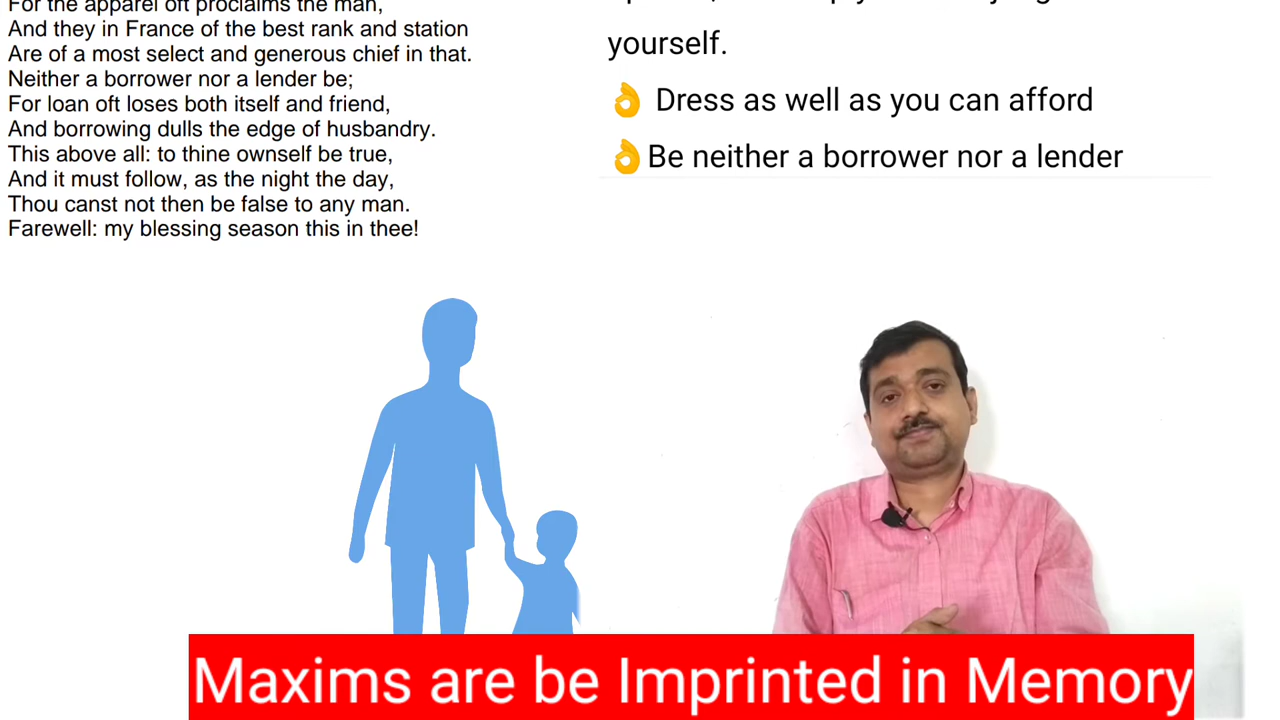 For the apparel oft proclaims the man,
And they in France of the best rank and station
Are of a most select and generous chief in that.
Neither a borrower nor a lender be;
For loan oft loses both itself and friend,
And borrowing dulls the edge of husbandry.
This above all: to thine ownself be true,
And it must follow, as the night the day,
Thou canst not then be false to any man.
Farewell: my blessing season this in thee!
yourself.
👌 Dress as well as you can afford
👌Be neither a borrower nor a lender
Maxims are be Imprinted in Memory